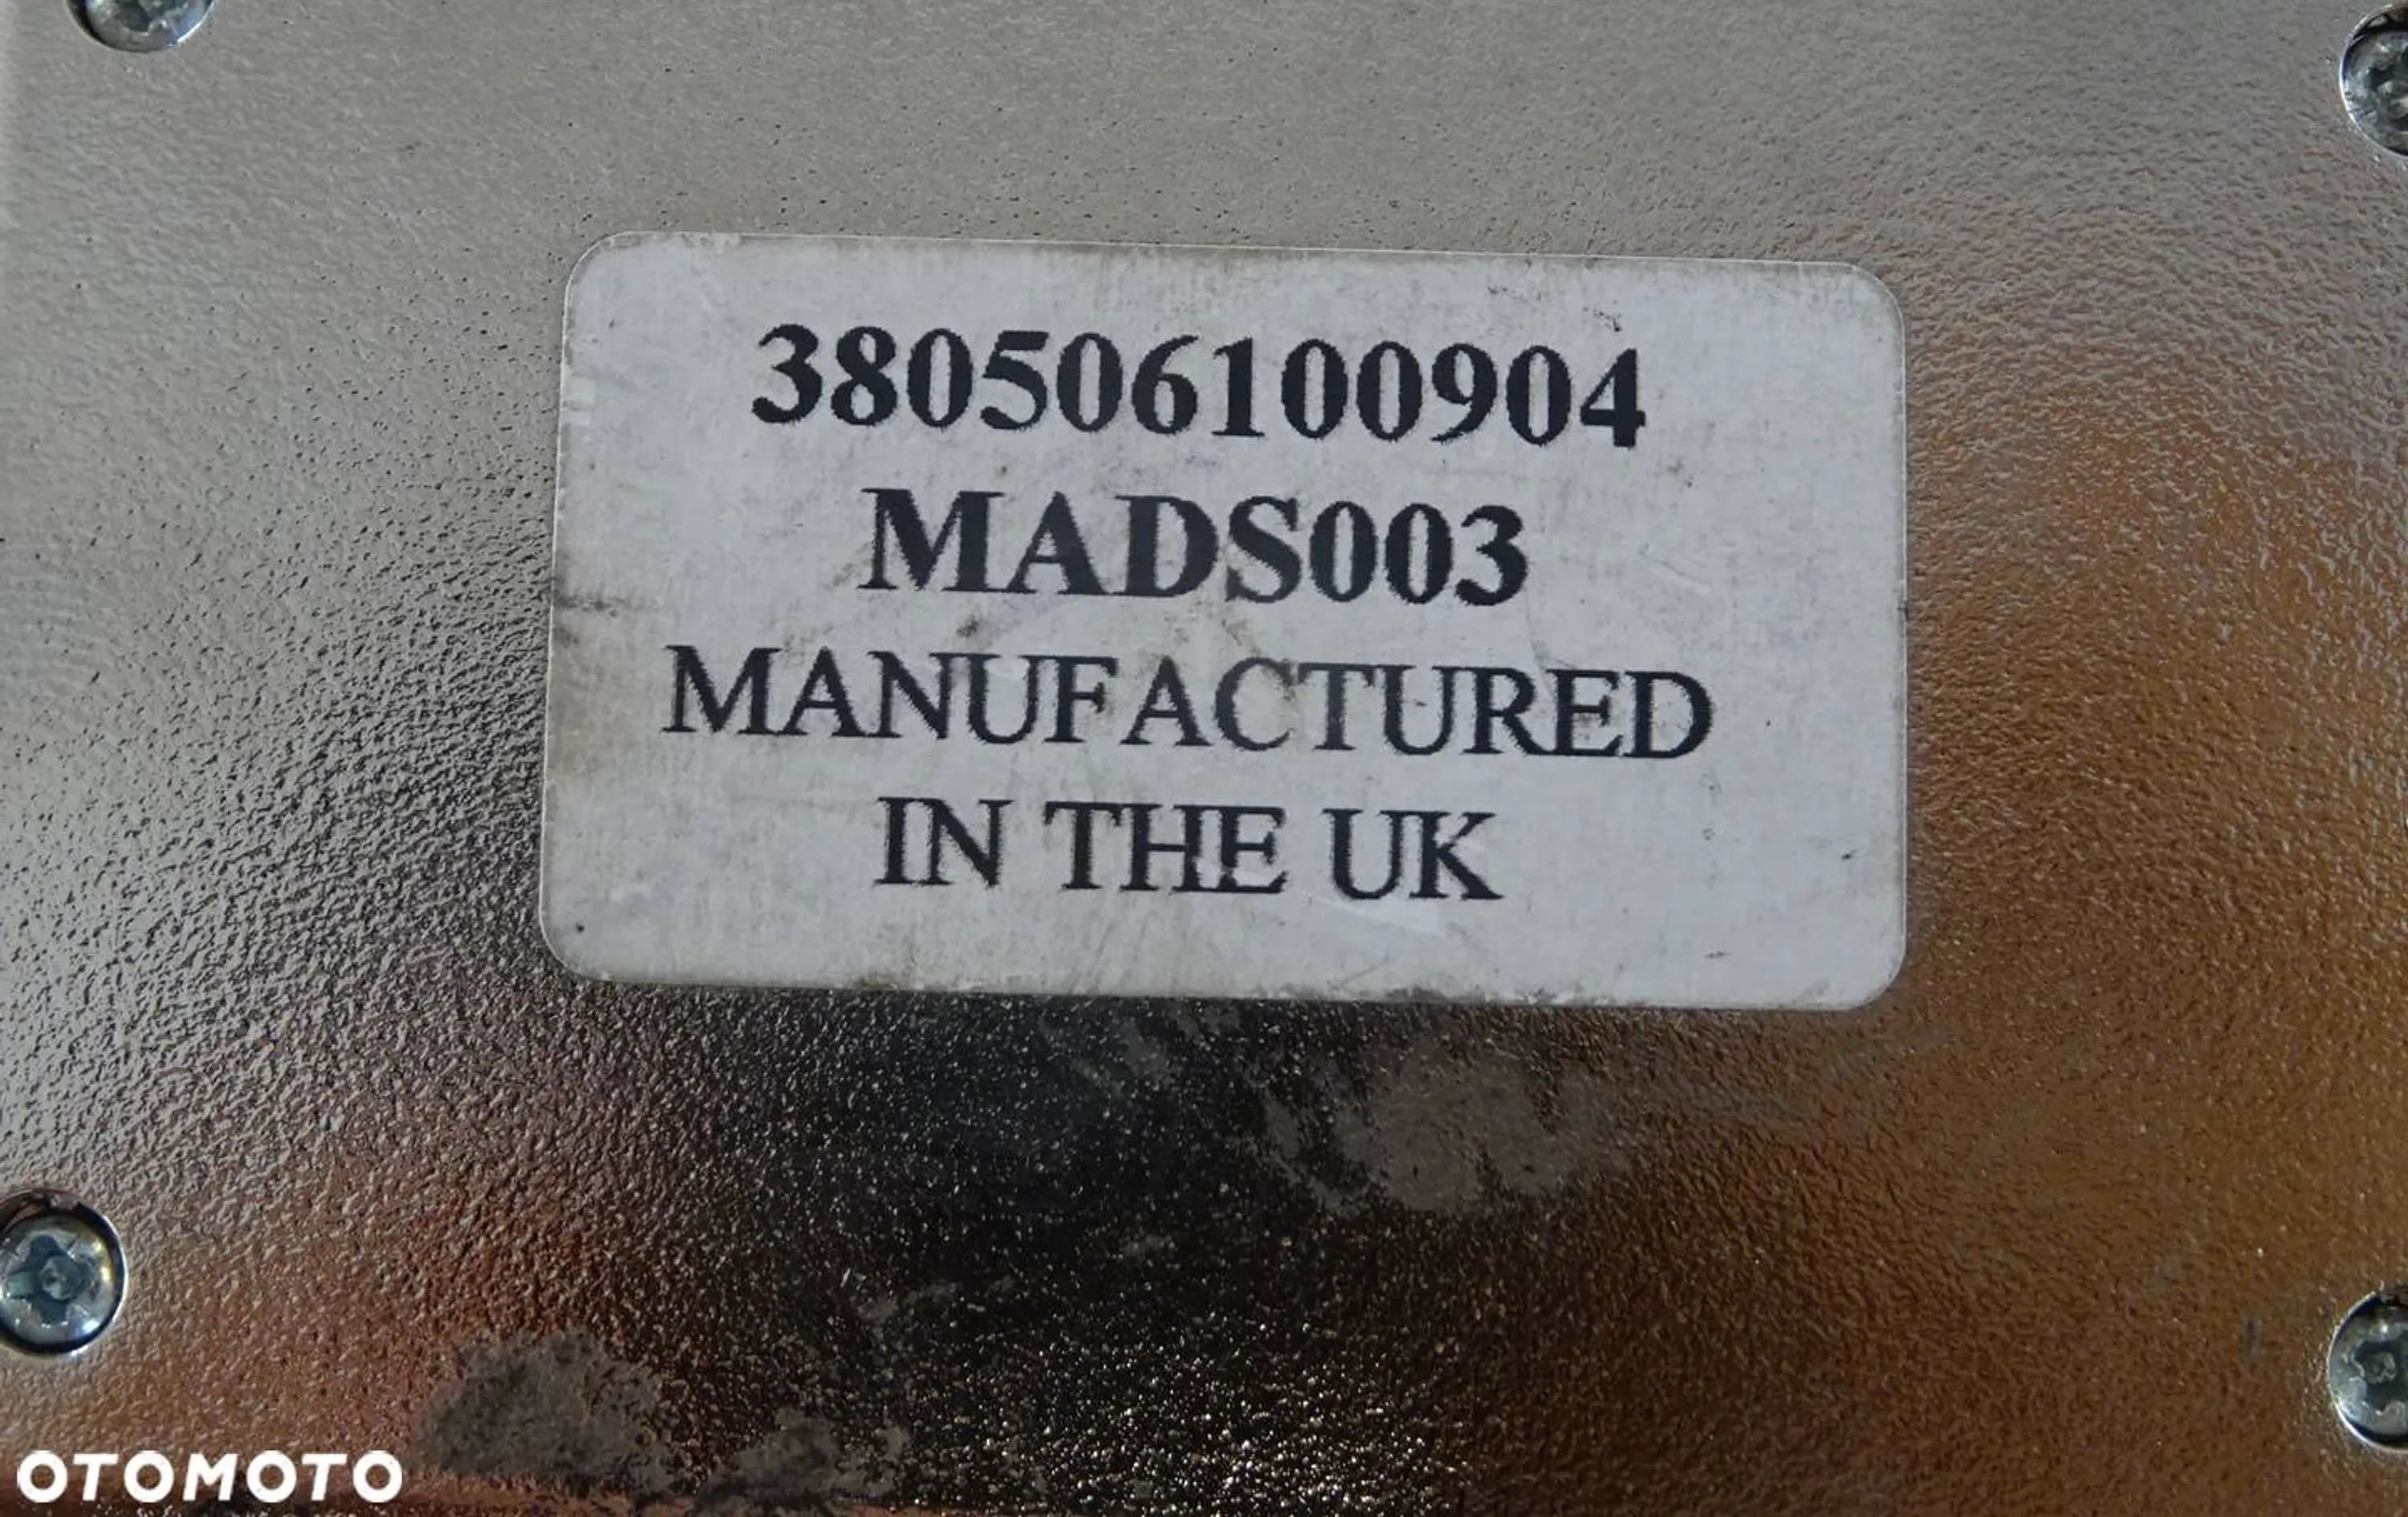 380506100904
MADS003
MANUFACTURED
IN THE UK
OTOMOTO